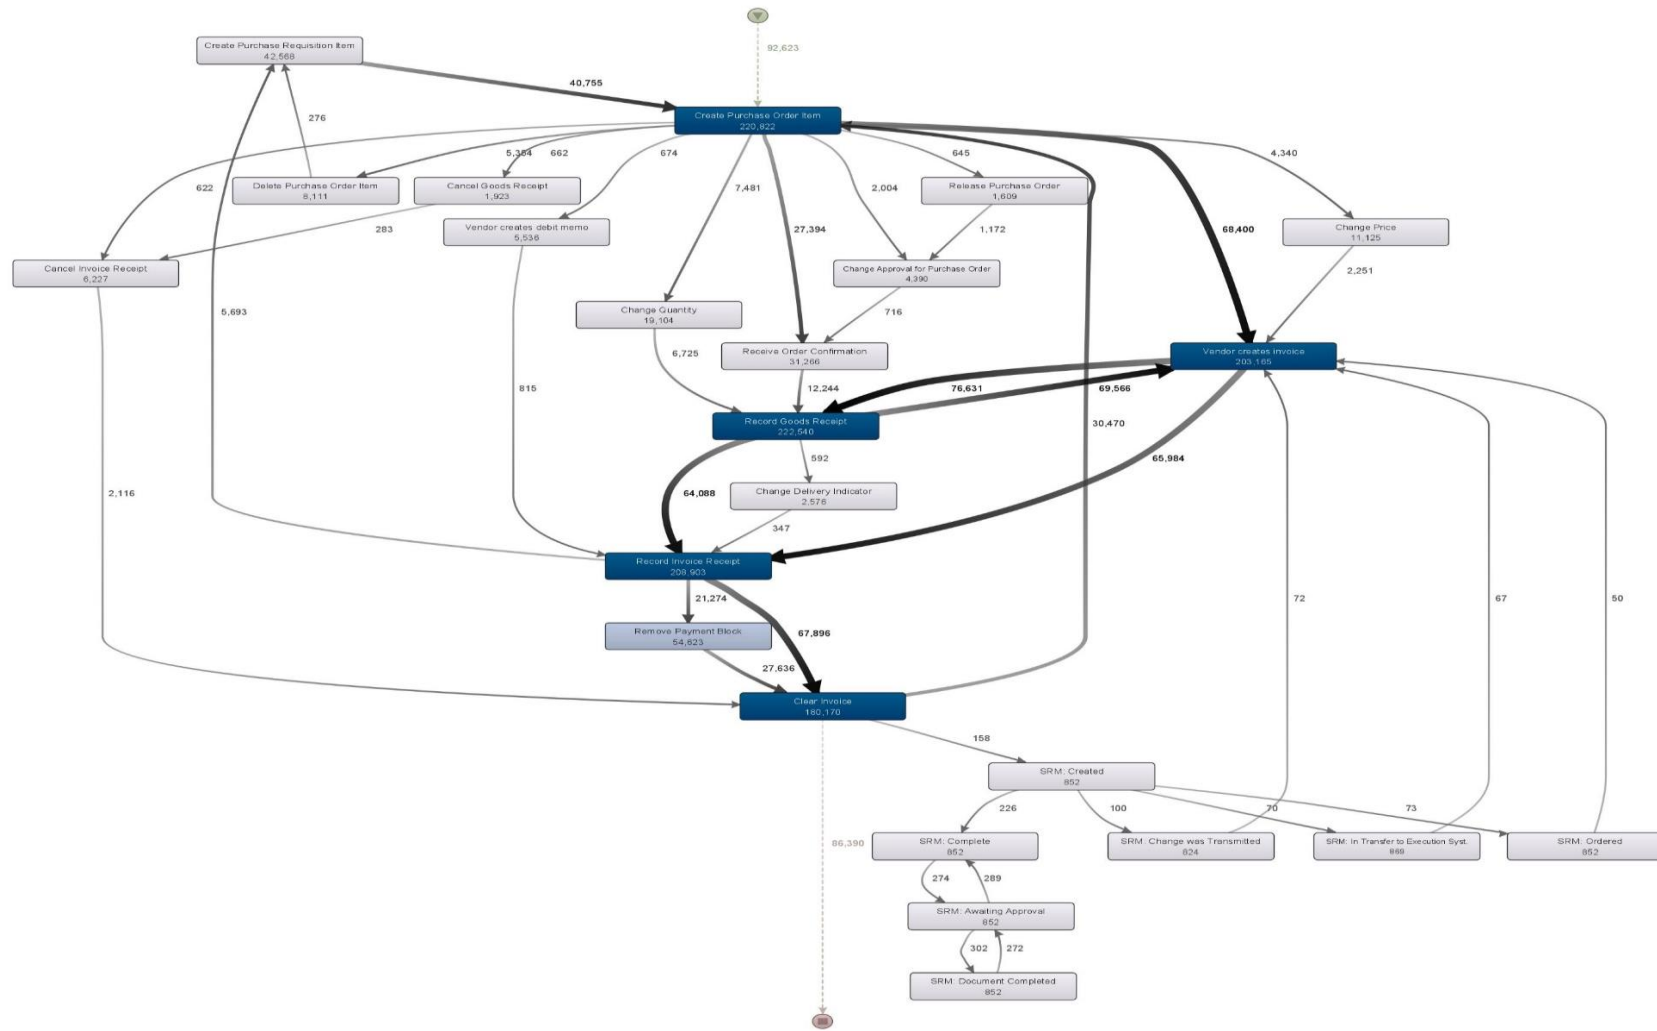 92,623
Create Purchase Requisition Item
42,568
40,755
Create Purchase Order Item
220,822
276
5,394
662
674
645
4,340
622
Delete Purchase Order Item
8,111
Cancel Goods Receipt
1,923
7,481
2,004
Release Purchase Order
1,609
283
Vendor creates debit memo
5,536
27,394
1,172
68,400
Change Price
11,125
Cancel Invoice Receipt
6,227
Change Approval for Purchase Order
4,390
2,251
5,693
Change Quantity
19,104
716
6,725
Receive Order Confirmation
31,266
Vendor creates invoice
203,165
815
12,244
76,631
69,566
Record Goods Receipt
222,540
30,470
592
65,984
2,116
64,088
Change Delivery Indicator
2,576
347
Record Invoice Receipt
208,903
21,274
72
67
50
Remove Payment Block
54,623
67,896
27,636
Clear Invoice
180,170
158
SRM: Created
852
226
100
70
73
86,390
SRM: Complete
852
SRM: Change was Transmitted
824
SRM: In Transfer to Execution Syst.
SRM: Ordered
852
274
289
SRM: Awaiting Approval
852
302
272
SRM: Document Completed
852